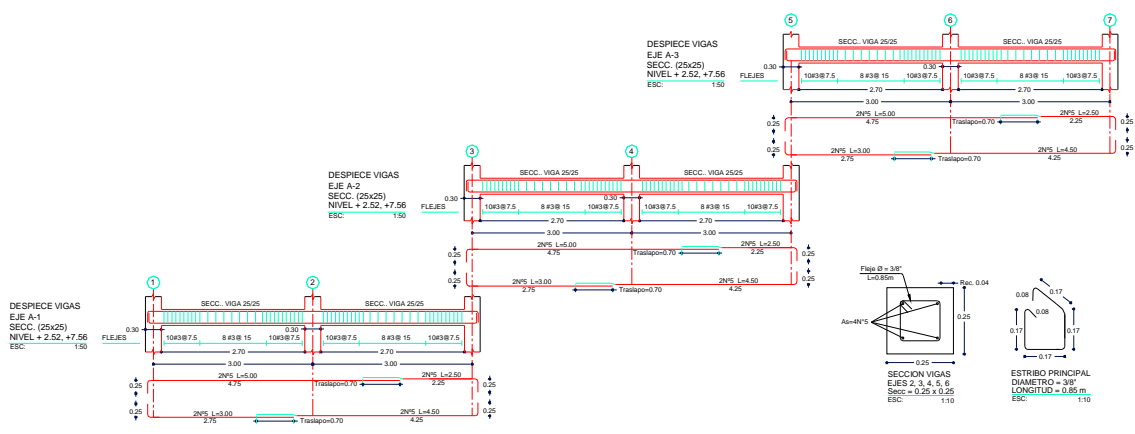 5
6
7
DESPIECE VIGAS
EJE A-3
SECC. (25x25)
NIVEL + 2.52, +7.56
ESC: 1:50
FLEJES
SECC.. VIGA 25/25
SECC.. VIGA 25/25
0.30
0.30
10#3@7.5
8 #3@ 15
10#3@7.5
10#3@7.5
8 #3@ 15
10#3@7.5
2.70
2.70
3.00
3.00
2Nº5 L=5.00
4.75
Traslapo=0.70
2Nº5 L=2.50
2.25
0.25
0.25
0.25
0.25
2Nº5 L=3.00
2.75
Traslapo=0.70
2Nº5 L=4.50
4.25
3
4
DESPIECE VIGAS
EJE A-2
SECC. (25x25)
NIVEL + 2.52, +7.56
ESC: 1:50
FLEJES
SECC.. VIGA 25/25
SECC.. VIGA 25/25
0.30
0.30
10#3@7.5
8 #3@ 15
10#3@7.5
10#3@7.5
8 #3@ 15
10#3@7.5
2.70
2.70
3.00
3.00
2Nº5 L=5.00
4.75
Traslapo=0.70
2Nº5 L=2.50
2.25
0.25
0.25
0.25
0.25
2Nº5 L=3.00
2.75
Traslapo=0.70
2Nº5 L=4.50
4.25
1
2
DESPIECE VIGAS
EJE A-1
SECC. (25x25)
NIVEL + 2.52, +7.56
ESC: 1:50
FLEJES
SECC.. VIGA 25/25
SECC.. VIGA 25/25
0.30
0.30
10#3@7.5
8 #3@ 15
10#3@7.5
10#3@7.5
8 #3@ 15
10#3@7.5
2.70
2.70
3.00
3.00
2Nº5 L=5.00
4.75
Traslapo=0.70
2Nº5 L=2.50
2.25
0.25
0.25
0.25
0.25
2Nº5 L=3.00
2.75
Traslapo=0.70
2Nº5 L=4.50
4.25
Fleje Ø = 3/8"
L=0.85m
Rec. 0.04
As=4N°5
0.25
0.25
SECCION VIGAS
EJES 2, 3, 4, 5, 6
Secc = 0.25 x 0.25
ESC: 1:10
0.08
0.17
0.08
0.17
0.17
0.17
ESTRIBO PRINCIPAL
DIAMETRO = 3/8"
LONGITUD = 0.85 m
ESC: 1:10